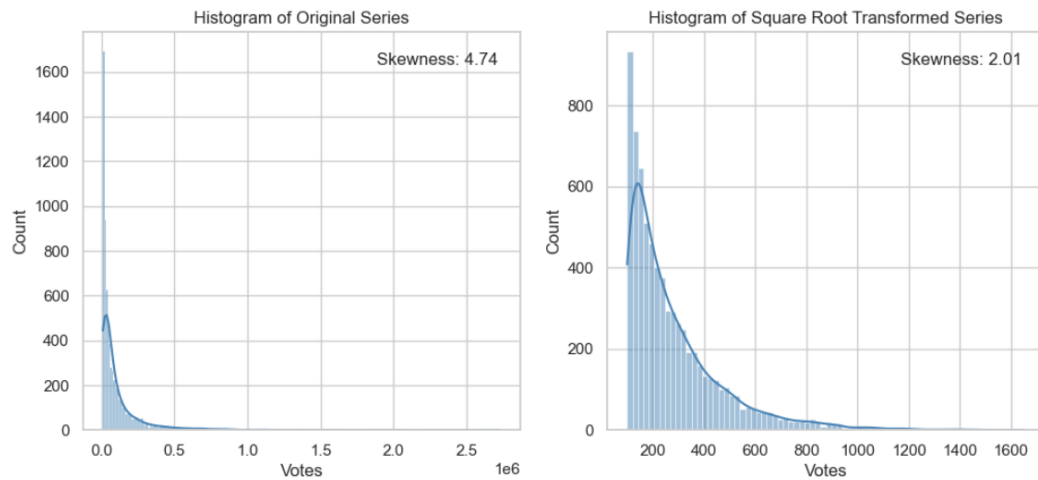 Histogram of Original Series
Skewness: 4.74
Count
1600
1400
1200
1000
800
600
400
200
0
0.0 0.5 1.0 1.5 2.0 2.5
1e6
Votes
Histogram of Square Root Transformed Series
Skewness: 2.01
Count
800
600
400
200
0
200 400 600 800 1000 1200 1400 1600
Votes